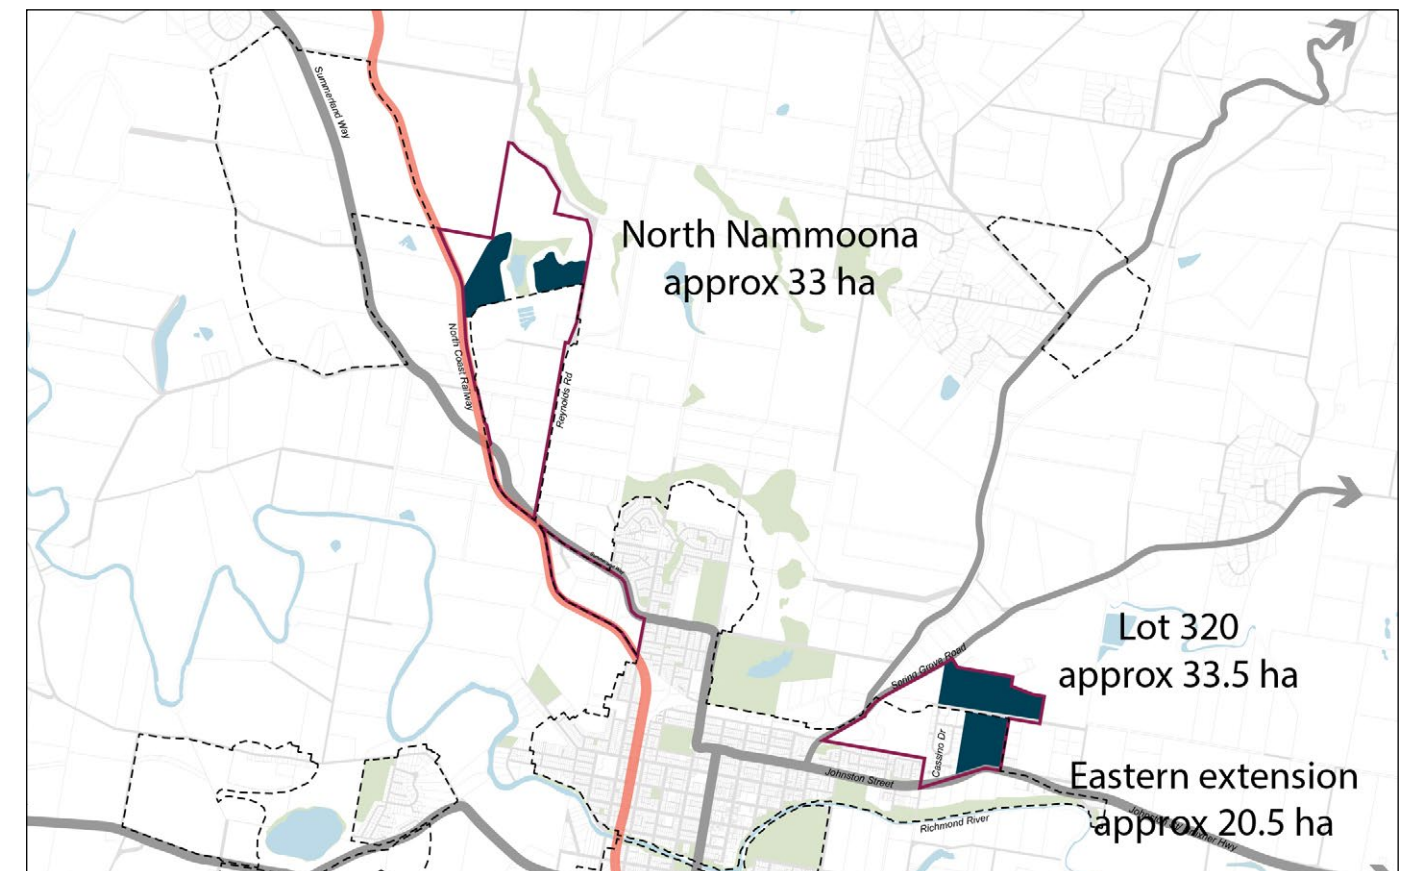 Summerland Way
North Nammoona
approx 33 ha
North Coast Railway
Reynolds Rd
Lot 320
approx 33.5 ha
Spring Grove Road
Cassino Dr
Johnston Street
Eastern extension
approx 20.5 ha
Richmond River